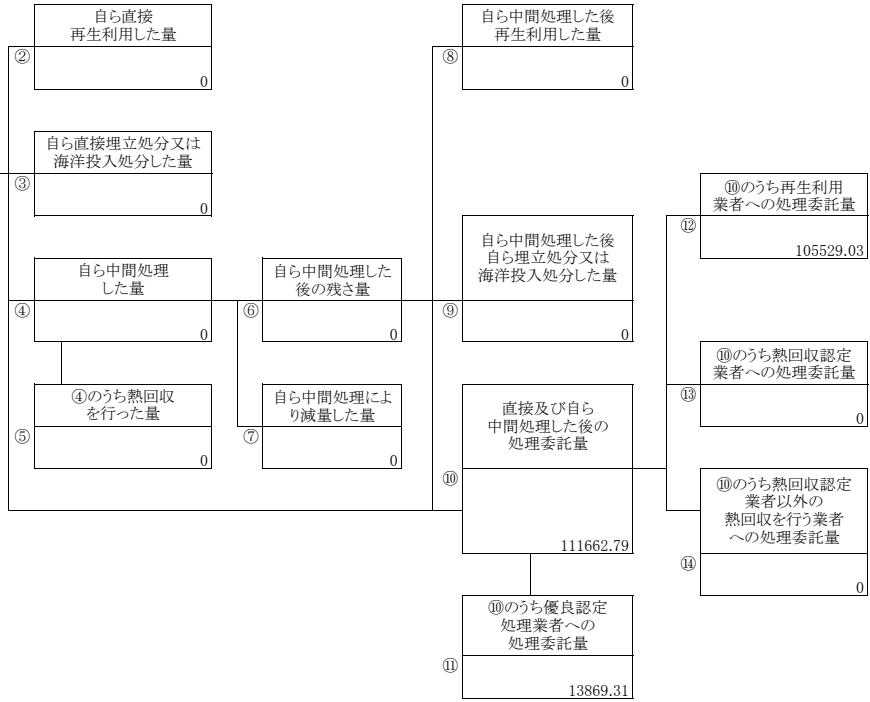 自ら直接
再生利用した量
②
0
自ら直接埋立処分又は
海洋投入処分した量
③
0
自ら中間処理
した量
④
0
④のうち熱回収
を行った量
⑤
0
自ら中間処理した
後の残さ量
⑥
0
自ら中間処理によ
り減量した量
⑦
0
自ら中間処理した後
再生利用した量
⑧
0
自ら中間処理した後
自ら埋立処分又は
海洋投入処分した量
⑨
0
直接及び自ら
中間処理した後の
処理委託量
⑩
111662.79
⑩のうち優良認定
処理業者への
処理委託量
⑪
13869.31
⑩のうち再生利用
業者への処理委託量
⑫
105529.03
⑩のうち熱回収認定
業者への処理委託量
⑬
0
⑩のうち熱回収認定
業者以外の
熱回収を行う業者
への処理委託量
⑭
0